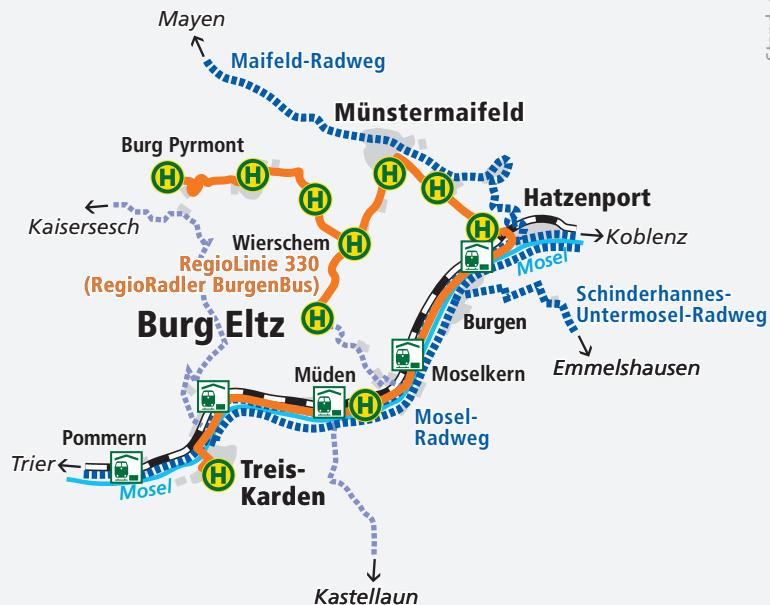 Mayen
Maifeld-Radweg
Münstermaifeld
Burg Pyrmont
H
H
H
H
H
H
H
Hatzenport
Kaisersesch
Wierschem
Koblenz
RegioLinie 330
(RegioRadler BurgenBus)
Mosel
Schinderhannes-
Untermosel-Radweg
Burg Eltz
H
Burgen
Emmelshausen
Müden
Moselkern
H
Mosel-
Radweg
Pommern
Trier
Mosel
H
Treis-
Karden
Kastellaun